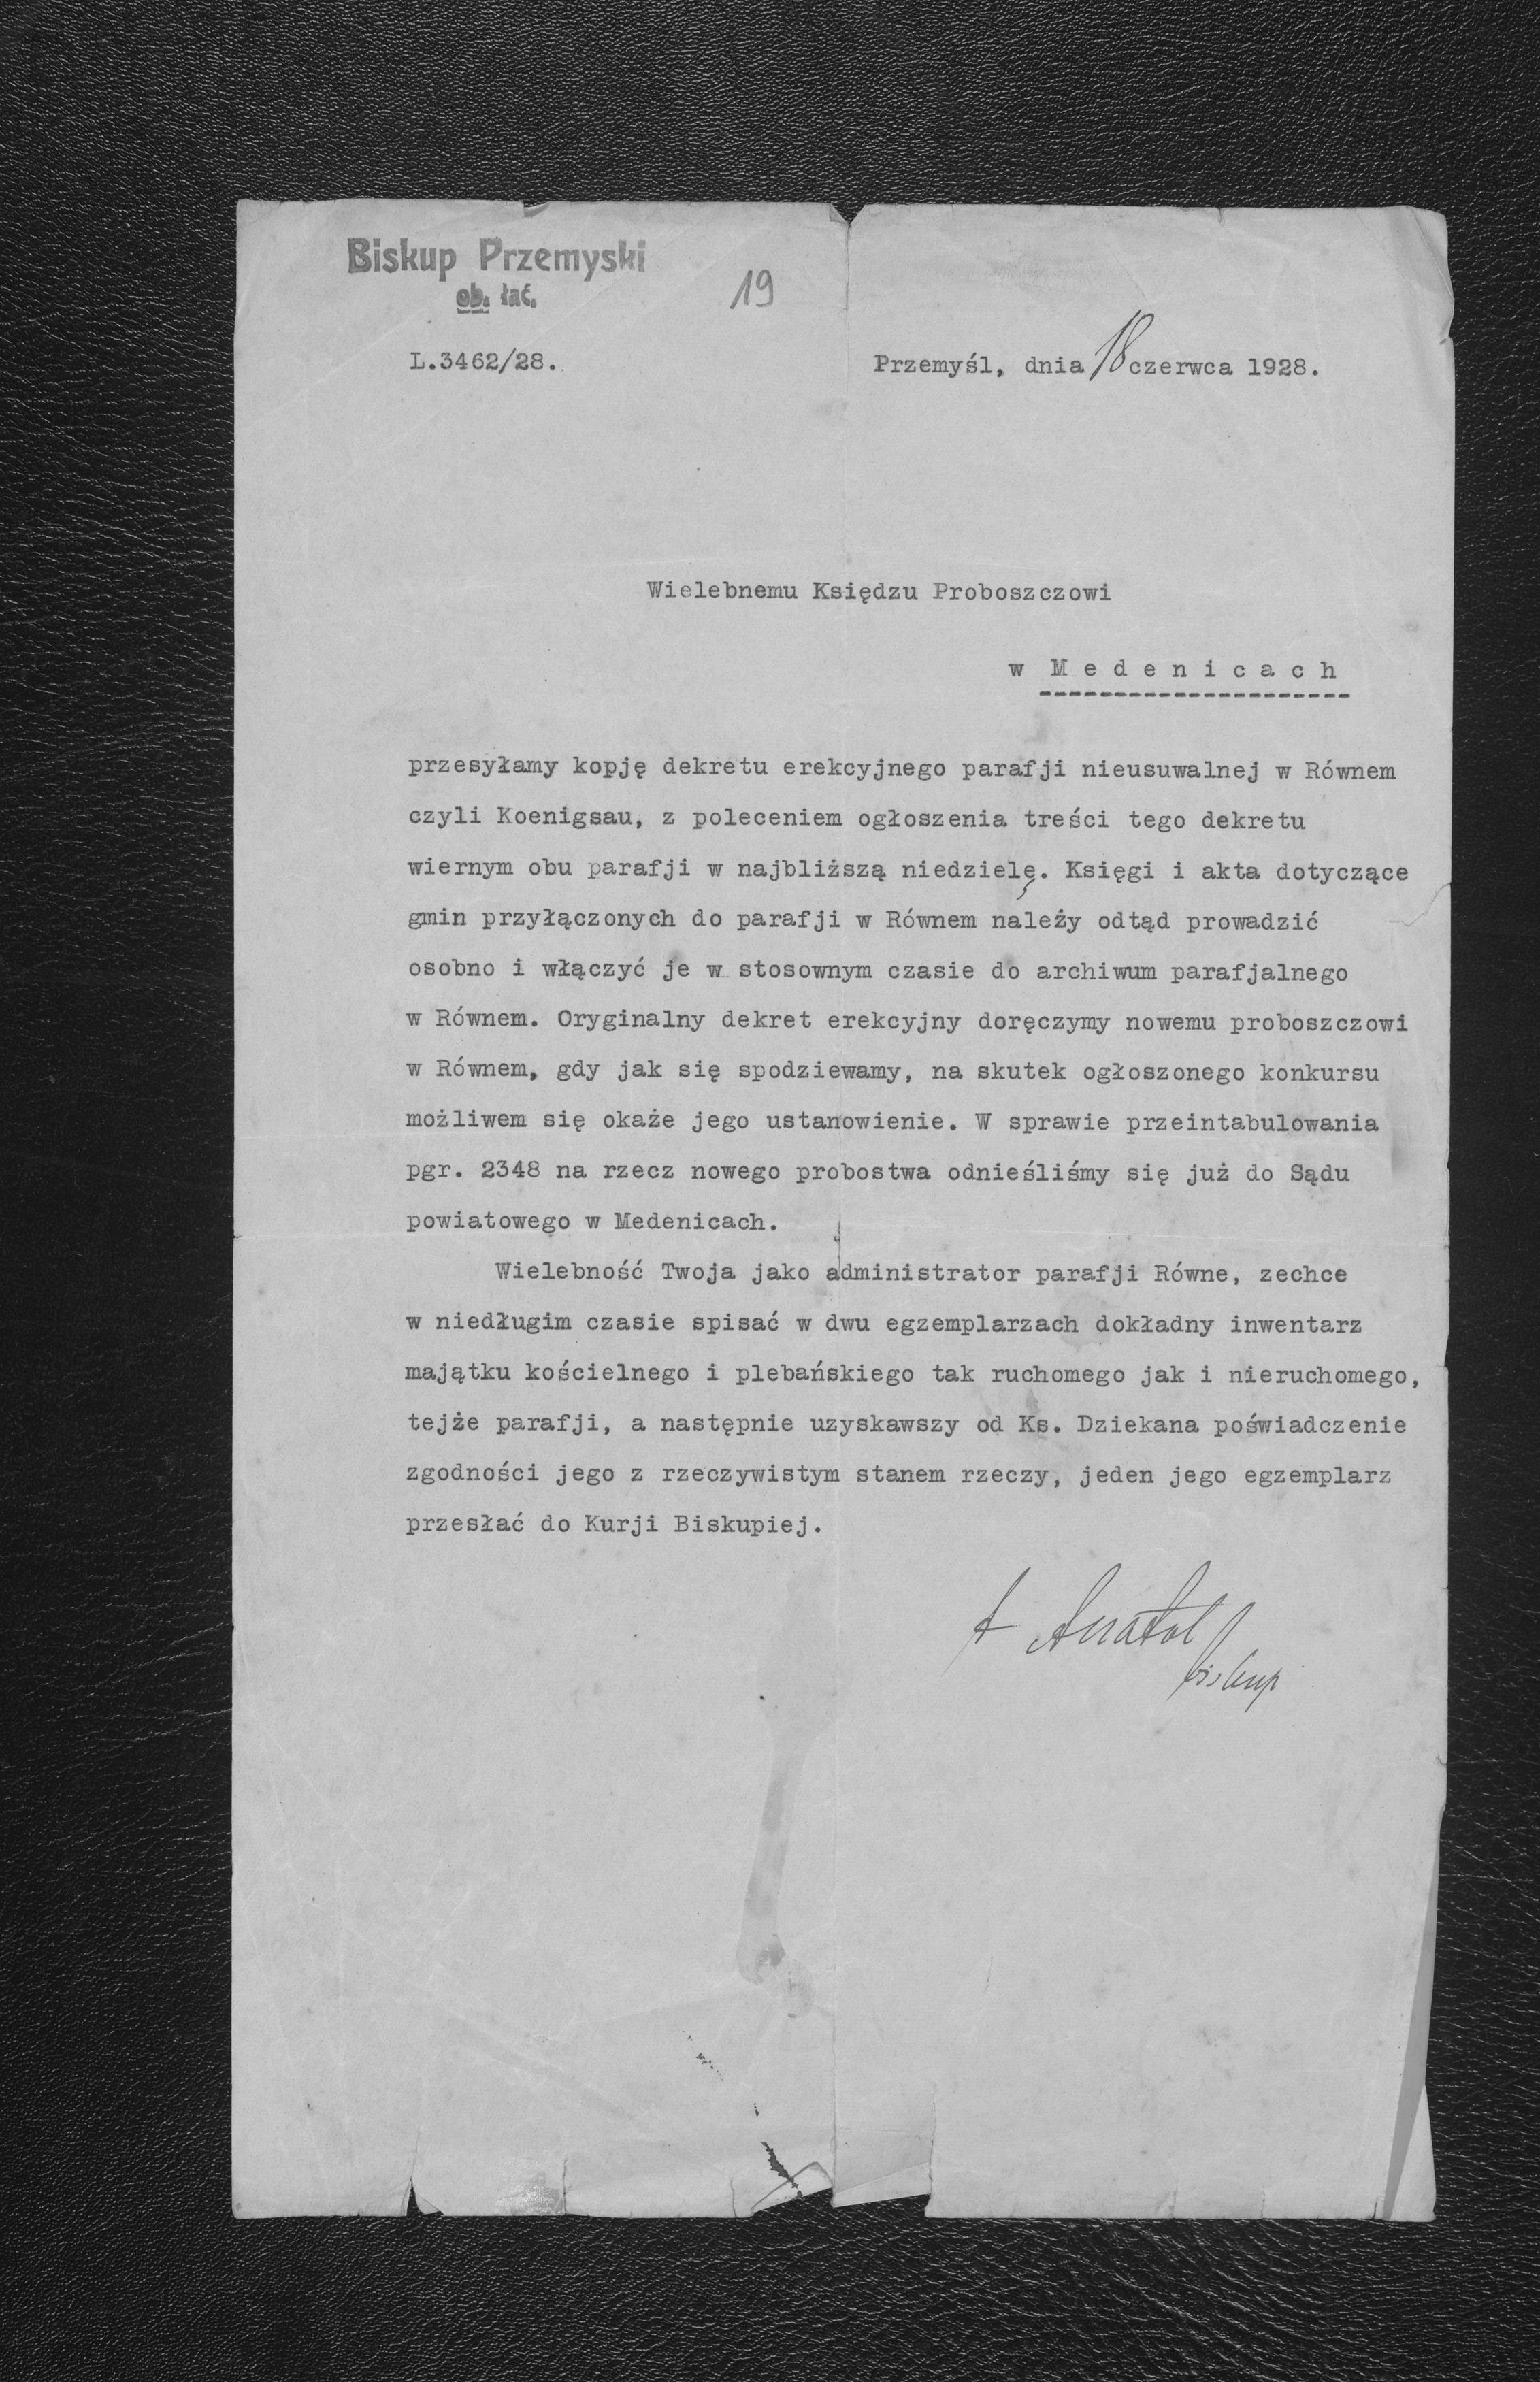 Biskup Przemyski
ob. łać.
19
L.3462/28.
Przemyśl, dnia 18 czerwca 1928.
Wielebnemu Księdzu Proboszczowi
w M e d e n i c a c h
przesyłamy kopję dekretu erekcyjnego parafji nieusuwalnej w Równem
czyli Koenigsau, z poleceniem ogłoszenia treści tego dekretu
wiernym obu parafji w najbliższą niedzielę. Księgi i akta dotyczące
gmin przyłączonych do parafji w Równem należy odtąd prowadzić
osobno i włączyć je w stosownym czasie do archiwum parafjalnego
w Równem. Oryginalny dekret erekcyjny doręczymy nowemu proboszczowi
w Równem, gdy jak się spodziewamy, na skutek ogłoszonego konkursu
możliwem się okaże jego ustanowienie. W sprawie przeintabulowania
pgr. 2348 na rzecz nowego probostwa odnieśliśmy się już do Sądu
powiatowego w Medenicach.
Wielebność Twoja jako administrator parafji Równe, zechce
w niedługim czasie spisać w dwu egzemplarzach dokładny inwentarz
majątku kościelnego i plebańskiego tak ruchomego jak i nieruchomego,
tejże parafji, a następnie uzyskawszy od Ks. Dziekana poświadczenie
zgodności jego z rzeczywistym stanem rzeczy, jeden jego egzemplarz
przesłać do Kurji Biskupiej.
+ Anatol
biskup